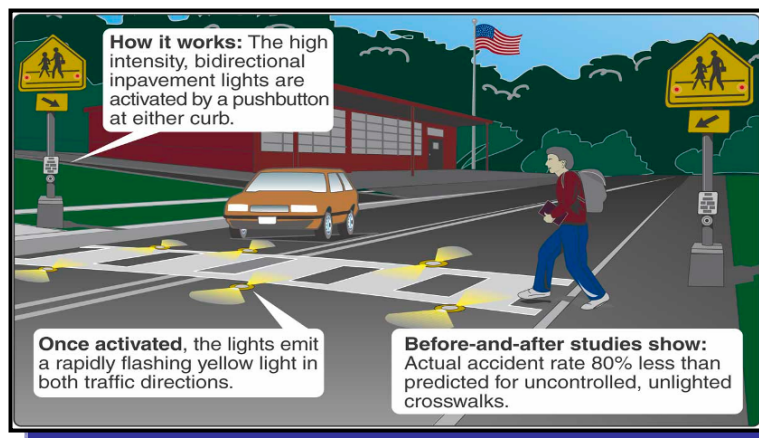 How it works: The high
intensity, bidirectional
inpavement lights are
activated by a pushbutton
at either curb.
Once activated, the lights emit
a rapidly flashing yellow light in
both traffic directions.
Before-and-after studies show:
Actual accident rate 80% less than
predicted for uncontrolled, unlighted
crosswalks.